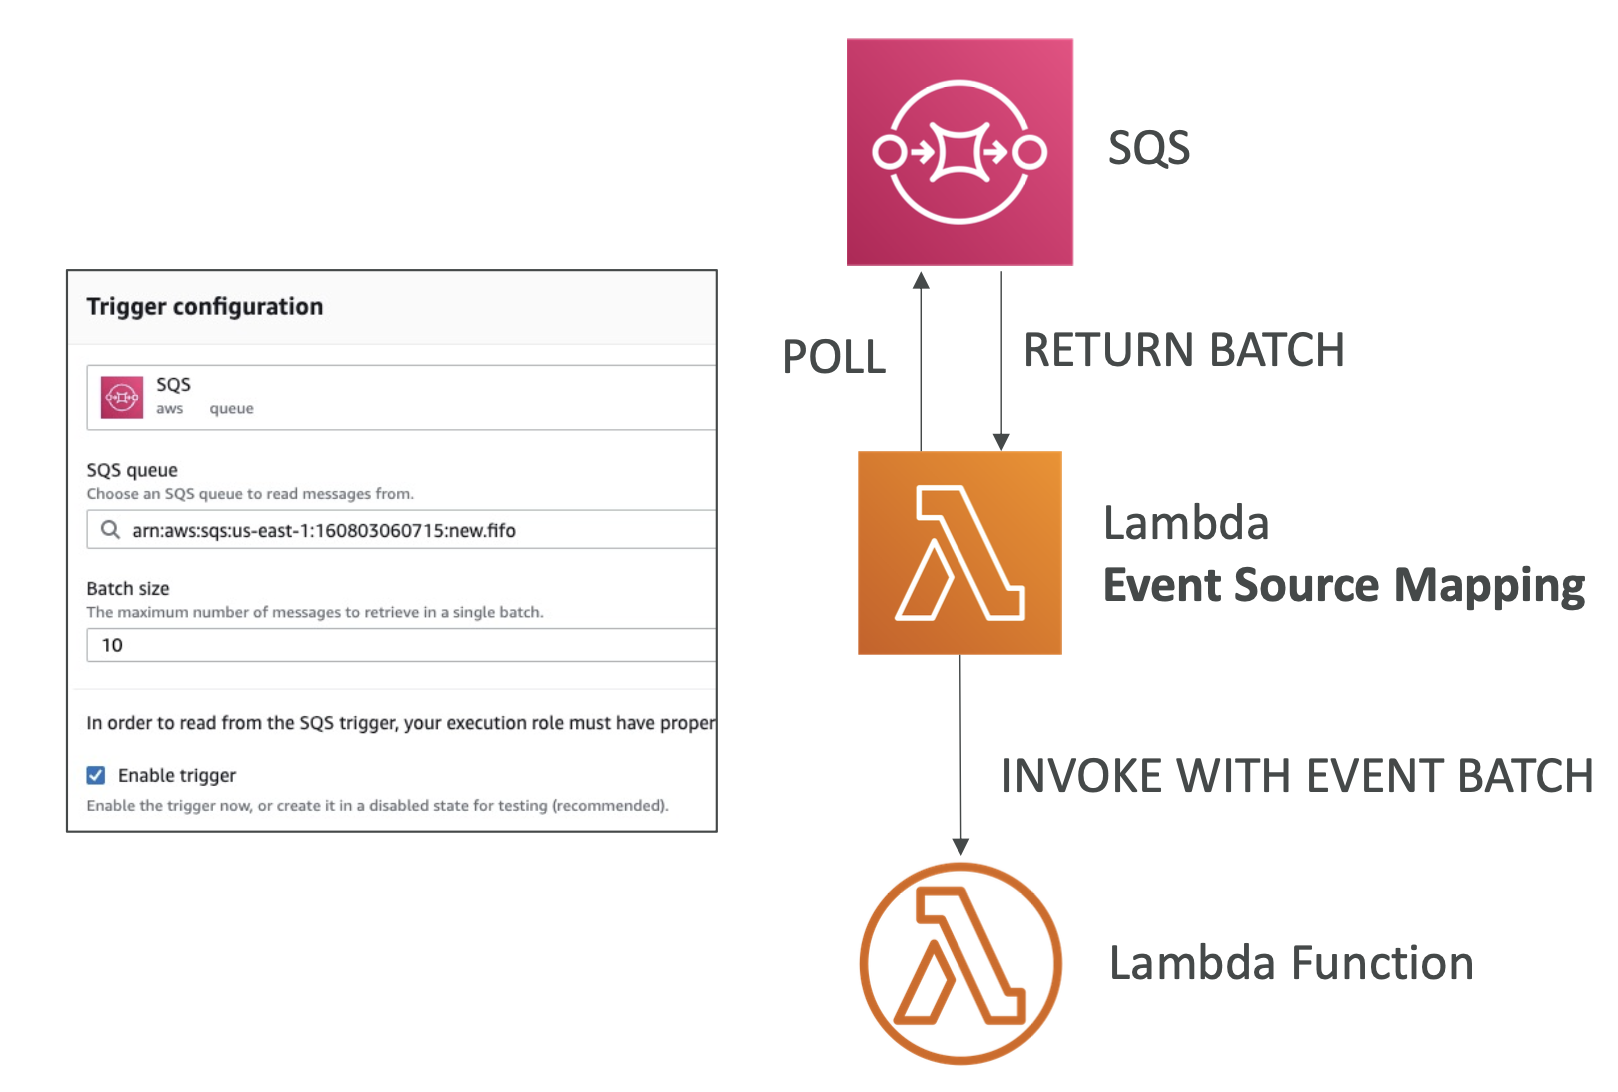 Trigger configuration
SQS
aws queue
SQS queue
Choose an SQS queue to read messages from.
arn:aws:sqs:us-east-1:160803060715:new.fifo
Batch size
The maximum number of messages to retrieve in a single batch.
10
In order to read from the SQS trigger, your execution role must have proper
Enable trigger
Enable the trigger now, or create it in a disabled state for testing (recommended).
SQS
POLL
RETURN BATCH
Lambda
Event Source Mapping
INVOKE WITH EVENT BATCH
Lambda Function